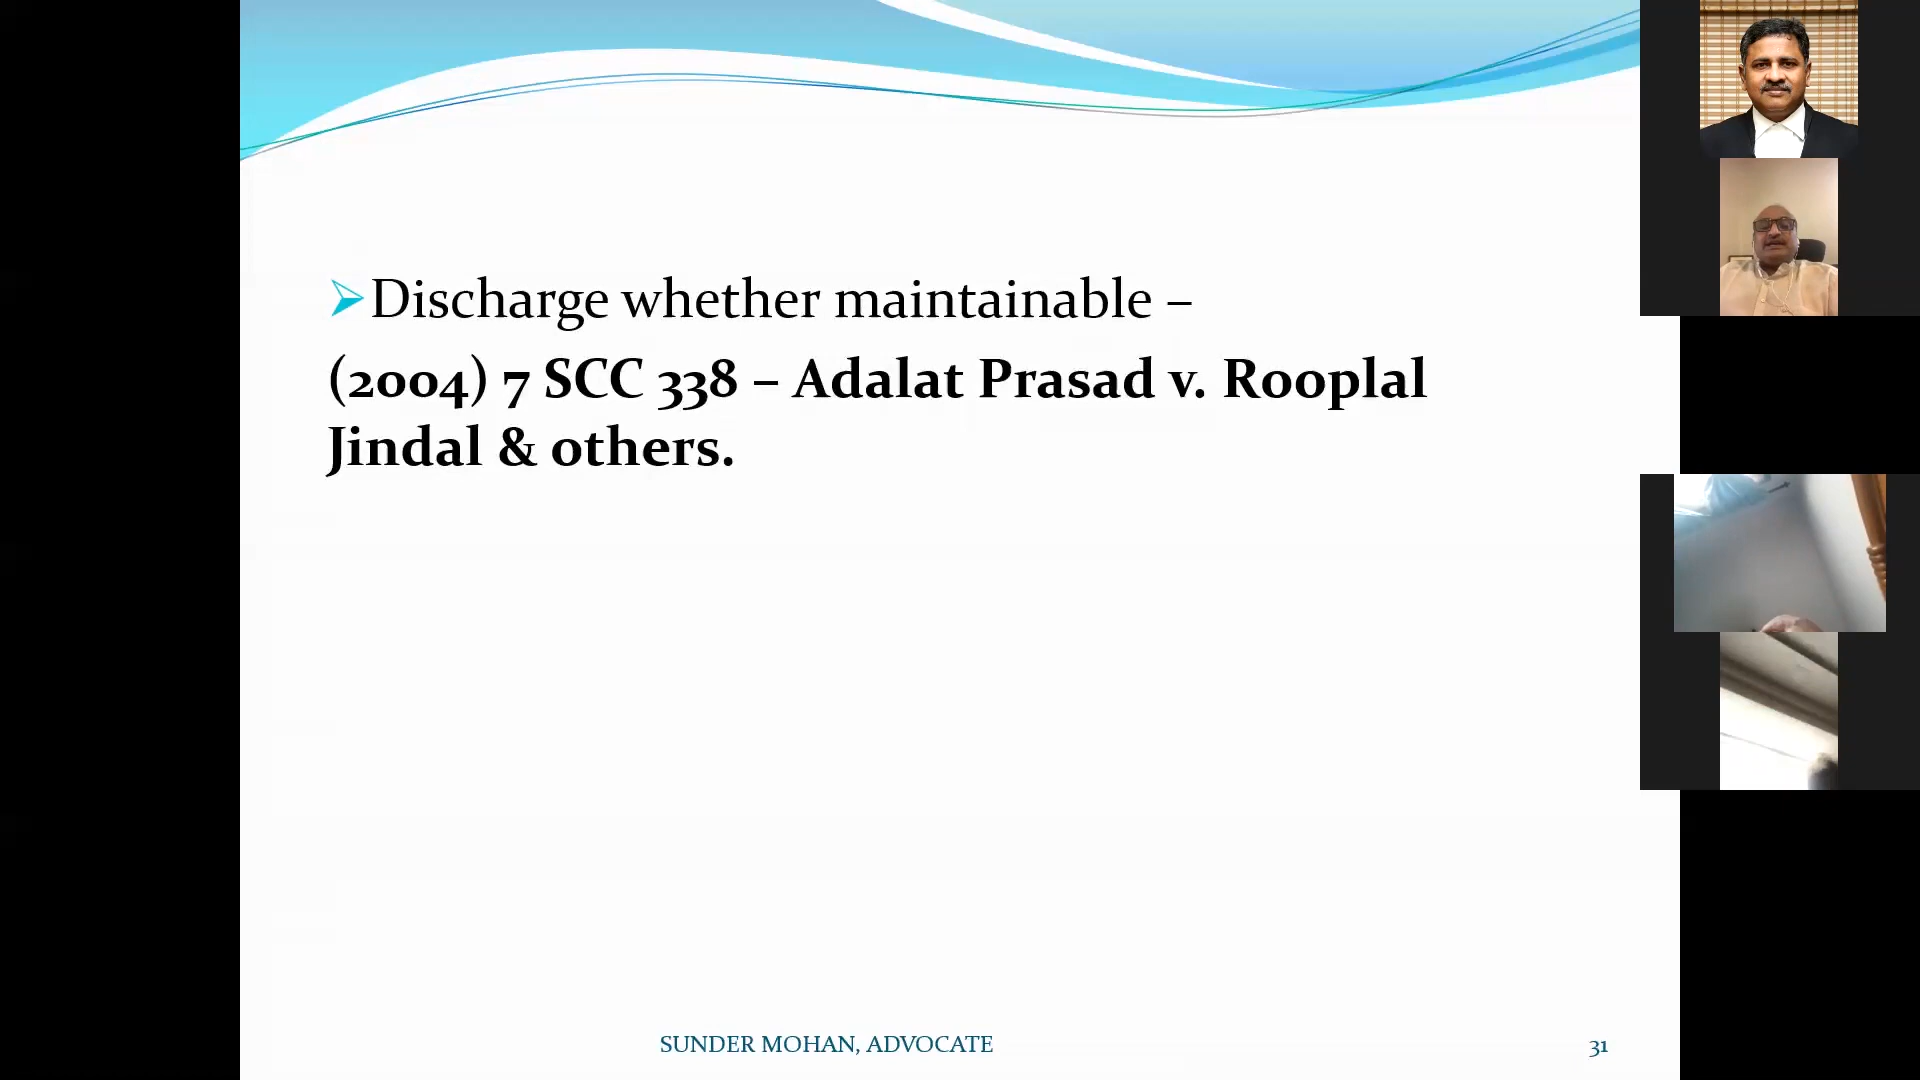 Discharge whether maintainable –
(2004) 7 SCC 338 – Adalat Prasad v. Rooplal
Jindal & others.
SUNDER MOHAN, ADVOCATE
31